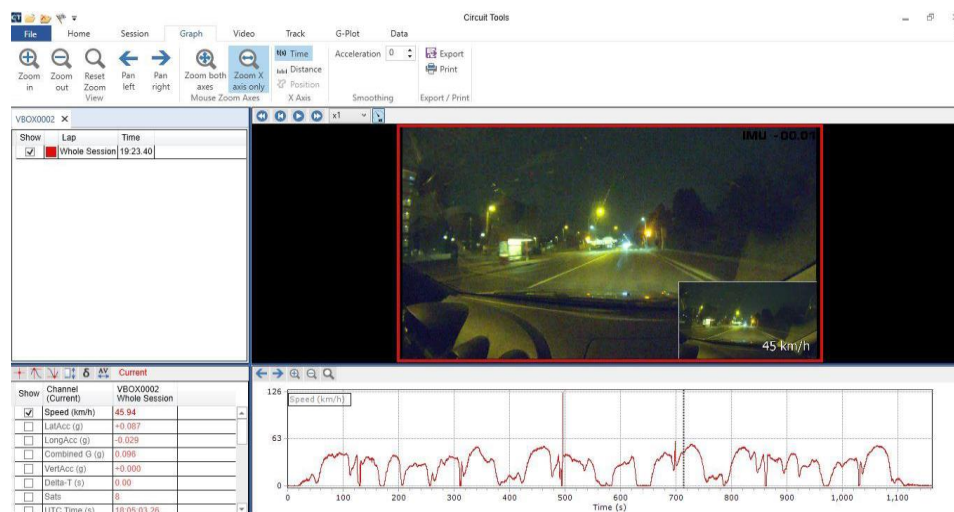 Circuit Tools
File Home Session Graph Video Track G-Plot Data
Zoom in
Zoom out
Reset Zoom
Pan left
Pan right
View
Zoom both axes
Zoom X axis only
Mouse Zoom Axes
Time
Distance
Position
X Axis
Acceleration 0
Smoothing
Export
Print
Export / Print
VBOX0002
x1
Show Lap Time
Whole Session 19:23.40
IMU -00.01
45 km/h
Current
Show Channel (Current) VBOX0002 Whole Session
Speed (km/h) 45.94
LatAcc (g) +0.087
LongAcc (g) -0.029
Combined G (g) 0.096
VertAcc (g) +0.000
Delta-T (s) 0.00
Sats 8
UTC Time (s) 18:05:03.26
Speed (km/h)
126
63
0
0 100 200 300 400 500 600 700 800 900 1,000 1,100
Time (s)